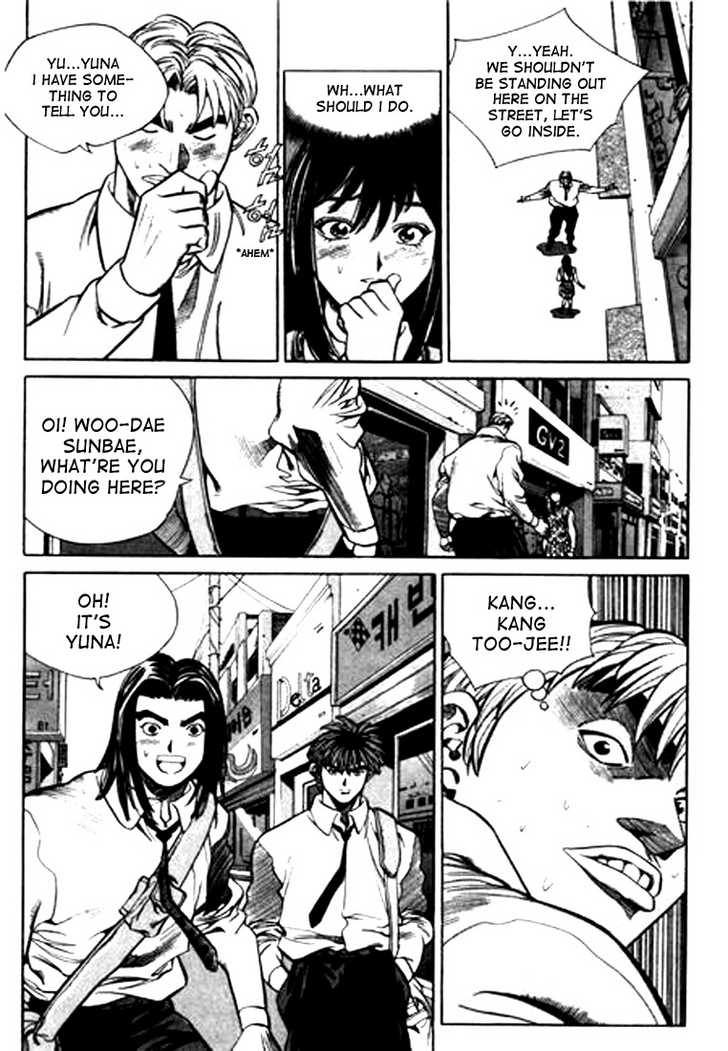 YU...YUNA
I HAVE SOME-
THING TO
TELL YOU...
*AHEM*
WH...WHAT
SHOULD I DO.
Y...YEAH.
WE SHOULDN'T
BE STANDING OUT
HERE ON THE
STREET, LET'S
GO INSIDE.
OI! WOO-DAE
SUNBAE,
WHAT'RE YOU
DOING HERE?
GV2
OH!
IT'S
YUNA!
Delta
캐빈
KANG...
KANG
TOO-JEE!!